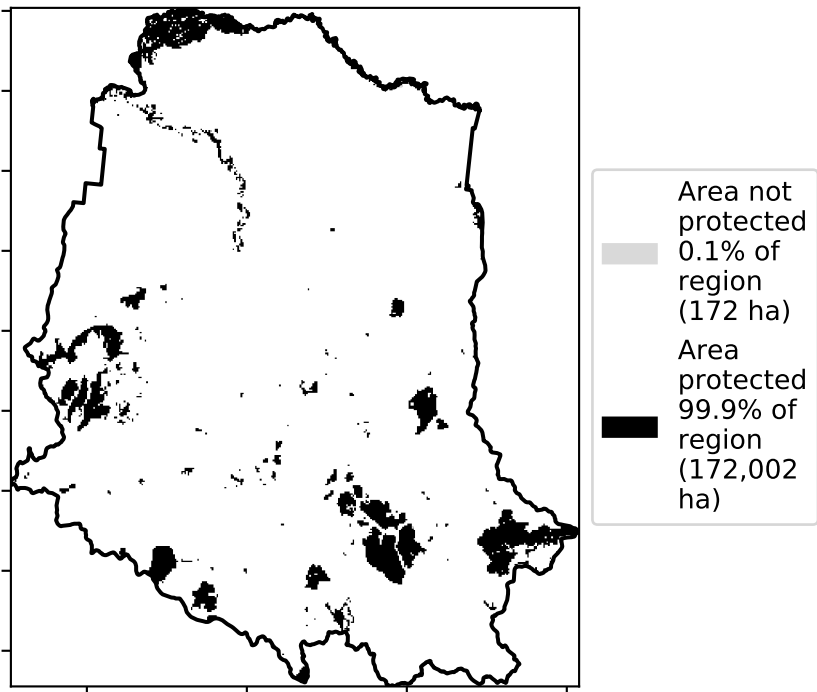 Area not
protected
0.1% of
region
(172 ha)
Area
protected
99.9% of
region
(172,002
ha)